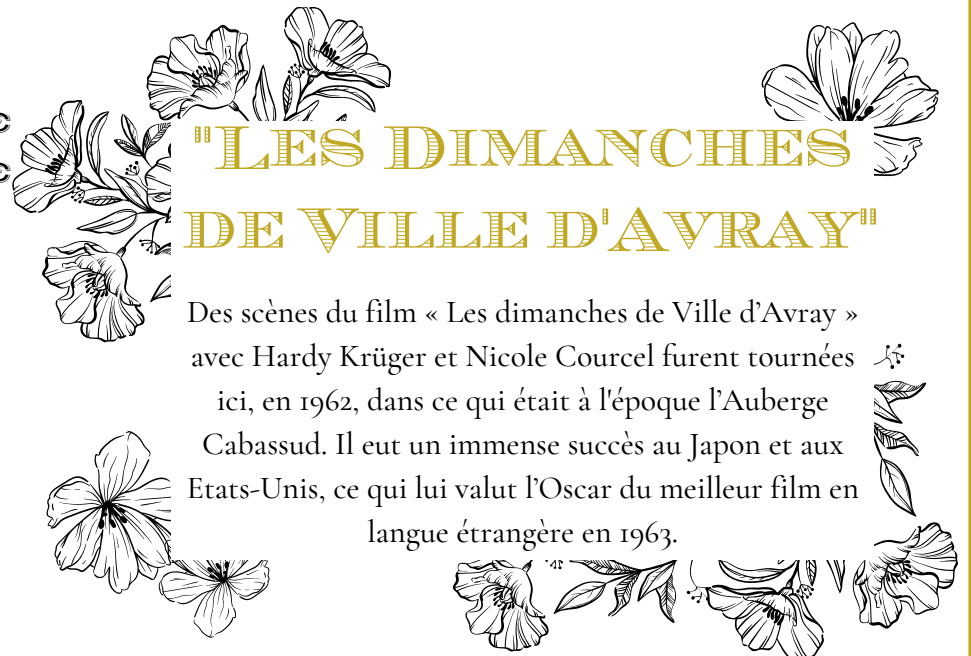 "Les Dimanches
de Ville d'Avray"
Des scènes du film « Les dimanches de Ville d’Avray »
avec Hardy Krüger et Nicole Courcel furent tournées
ici, en 1962, dans ce qui était à l'époque l’Auberge
Cabassud. Il eut un immense succès au Japon et aux
Etats-Unis, ce qui lui valut l’Oscar du meilleur film en
langue étrangère en 1963.
€
€